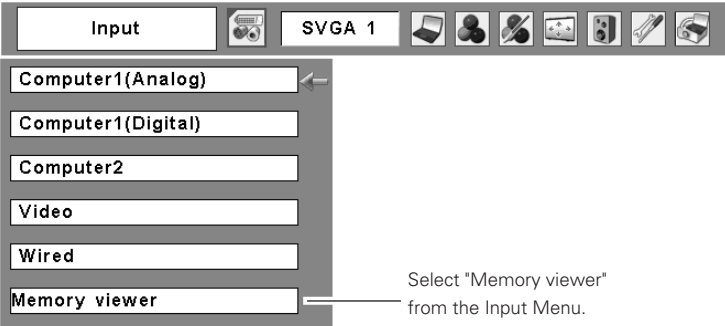 Input
SVGA 1
Computer1(Analog)
Computer1(Digital)
Computer2
Video
Wired
Memory viewer
Select "Memory viewer"
from the Input Menu.